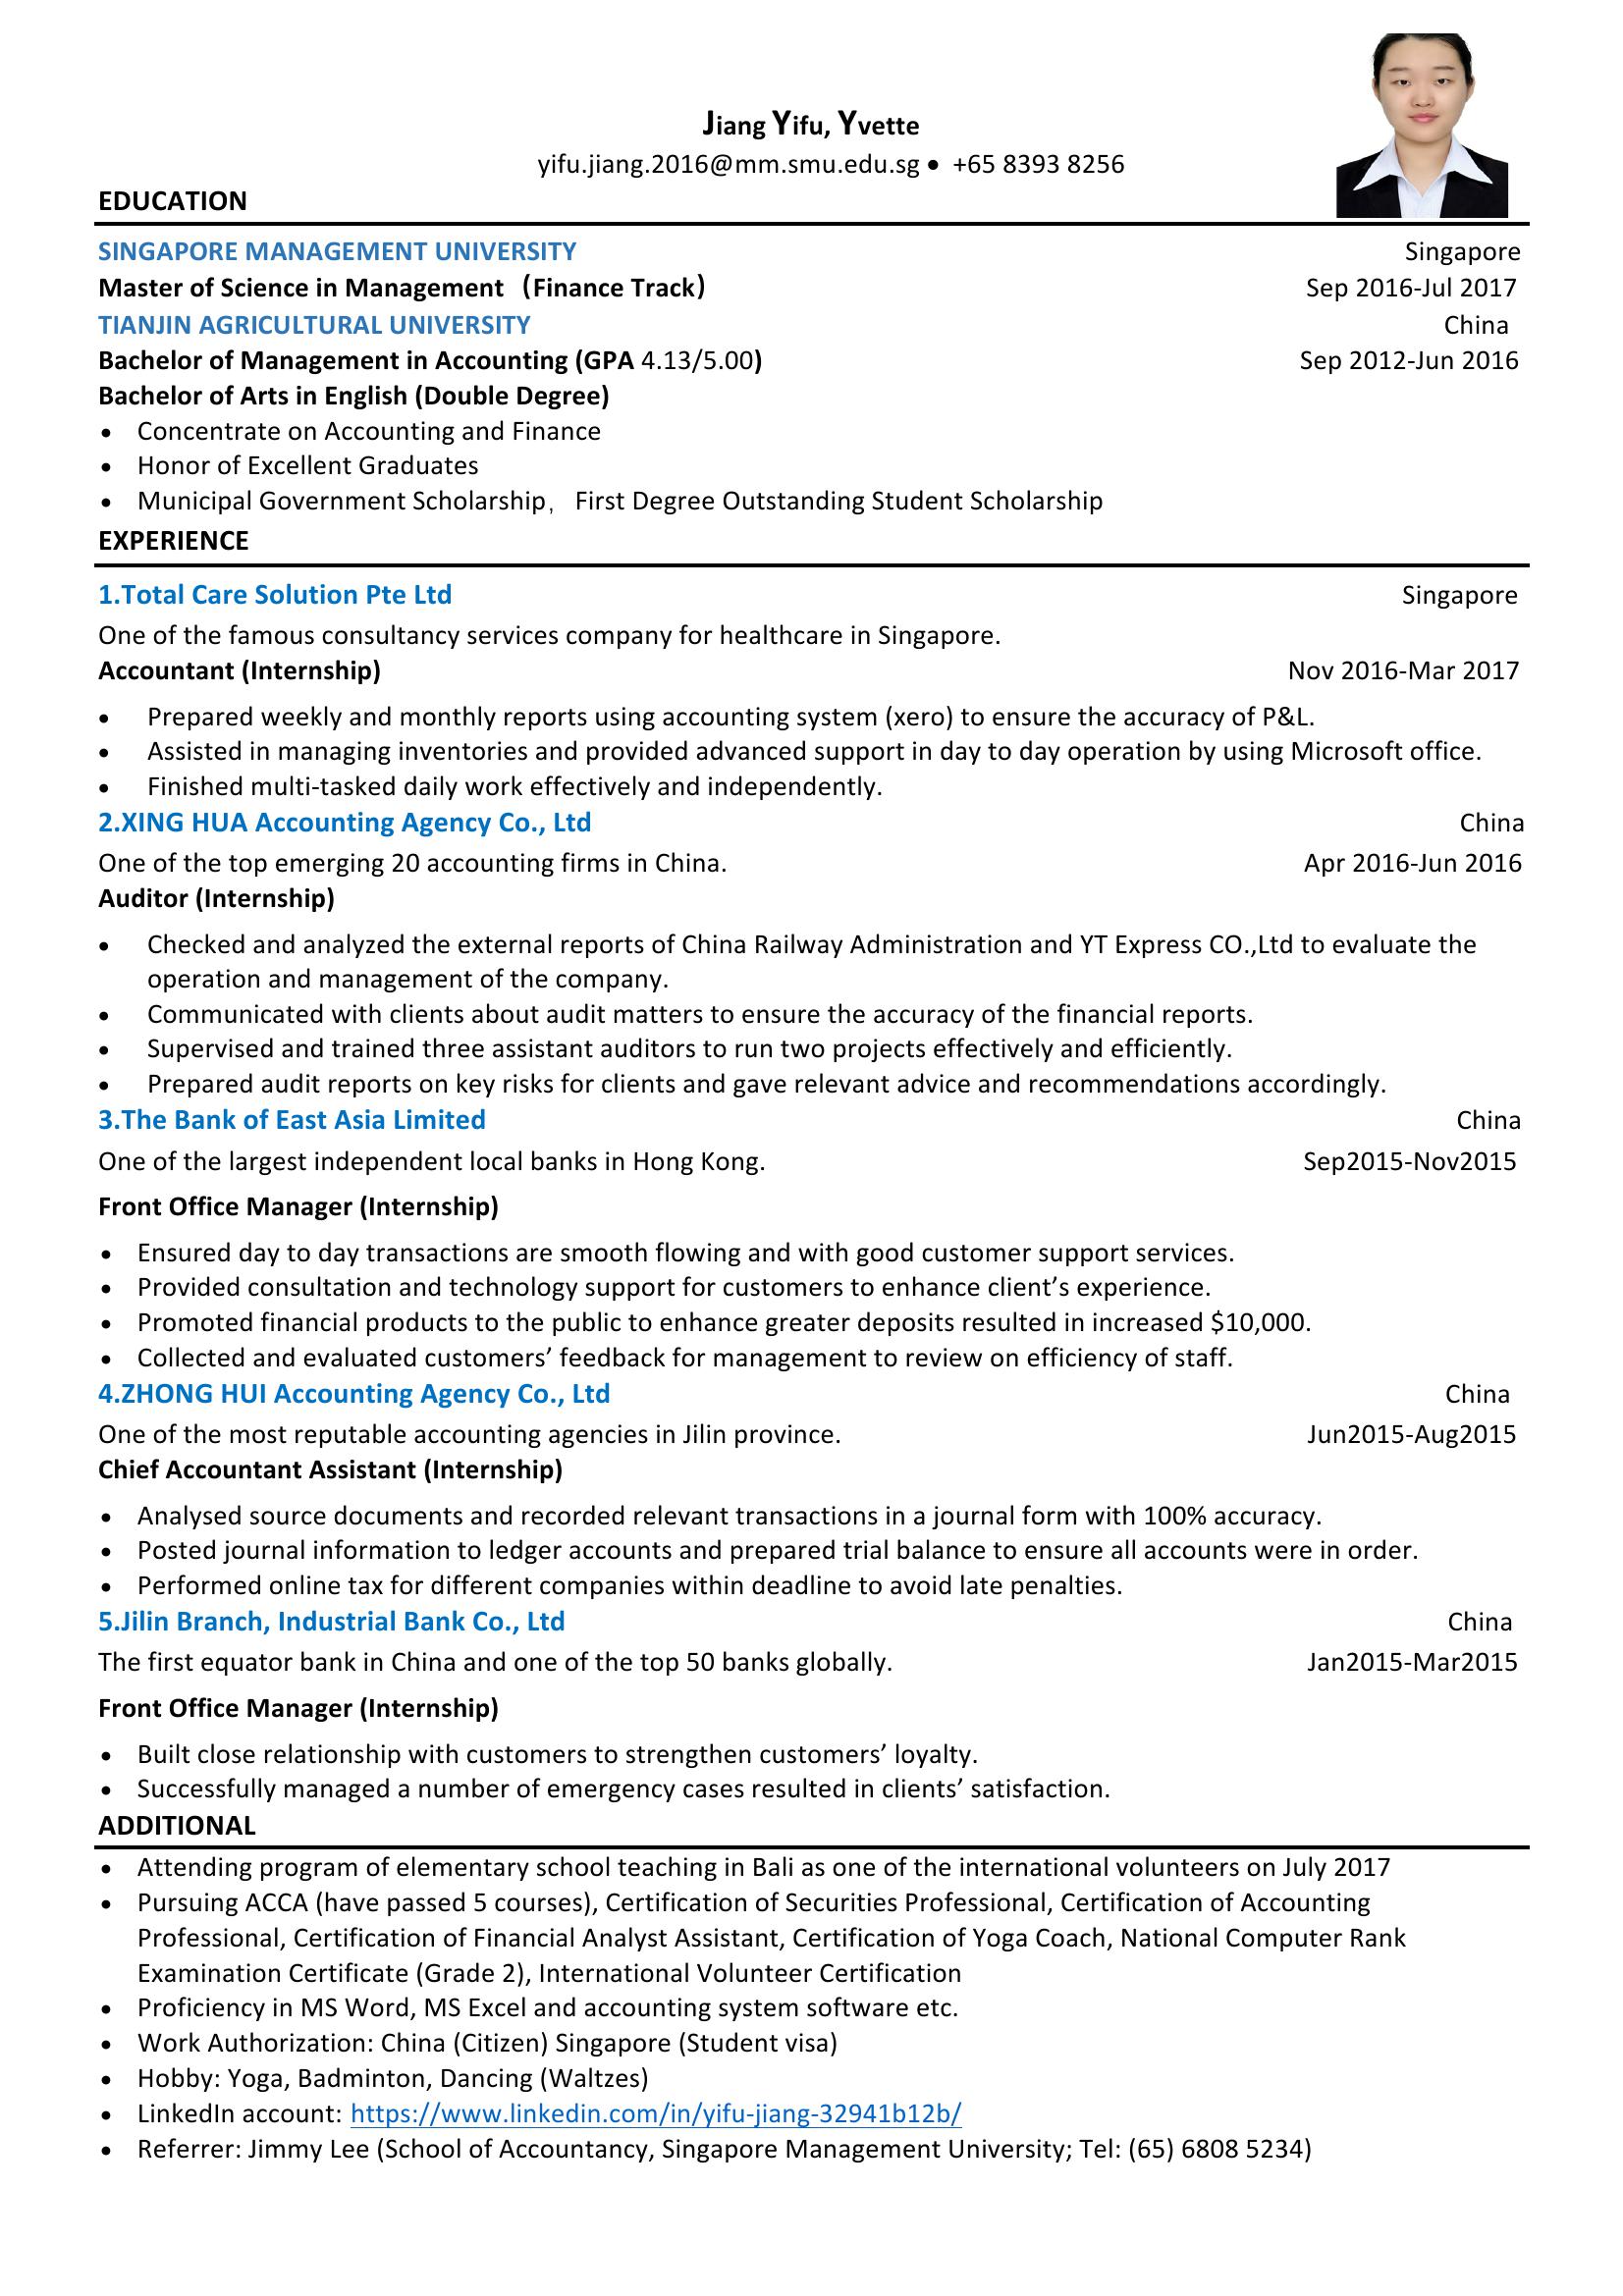 Jiang Yifu, Yvette
yifu.jiang.2016@mm.smu.edu.sg ● +65 8393 8256
EDUCATION
SINGAPORE MANAGEMENT UNIVERSITY Singapore
Master of Science in Management （Finance Track） Sep 2016-Jul 2017
TIANJIN AGRICULTURAL UNIVERSITY China
Bachelor of Management in Accounting (GPA 4.13/5.00) Sep 2012-Jun 2016
Bachelor of Arts in English (Double Degree)
• Concentrate on Accounting and Finance
• Honor of Excellent Graduates
• Municipal Government Scholarship， First Degree Outstanding Student Scholarship
EXPERIENCE
1.Total Care Solution Pte Ltd Singapore
One of the famous consultancy services company for healthcare in Singapore.
Accountant (Internship) Nov 2016-Mar 2017
• Prepared weekly and monthly reports using accounting system (xero) to ensure the accuracy of P&L.
• Assisted in managing inventories and provided advanced support in day to day operation by using Microsoft office.
• Finished multi-tasked daily work effectively and independently.
2.XING HUA Accounting Agency Co., Ltd China
One of the top emerging 20 accounting firms in China. Apr 2016-Jun 2016
Auditor (Internship)
• Checked and analyzed the external reports of China Railway Administration and YT Express CO.,Ltd to evaluate the
operation and management of the company.
• Communicated with clients about audit matters to ensure the accuracy of the financial reports.
• Supervised and trained three assistant auditors to run two projects effectively and efficiently.
• Prepared audit reports on key risks for clients and gave relevant advice and recommendations accordingly.
3.The Bank of East Asia Limited China
One of the largest independent local banks in Hong Kong. Sep2015-Nov2015
Front Office Manager (Internship)
• Ensured day to day transactions are smooth flowing and with good customer support services.
• Provided consultation and technology support for customers to enhance client’s experience.
• Promoted financial products to the public to enhance greater deposits resulted in increased $10,000.
• Collected and evaluated customers’ feedback for management to review on efficiency of staff.
4.ZHONG HUI Accounting Agency Co., Ltd China
One of the most reputable accounting agencies in Jilin province. Jun2015-Aug2015
Chief Accountant Assistant (Internship)
• Analysed source documents and recorded relevant transactions in a journal form with 100% accuracy.
• Posted journal information to ledger accounts and prepared trial balance to ensure all accounts were in order.
• Performed online tax for different companies within deadline to avoid late penalties.
5.Jilin Branch, Industrial Bank Co., Ltd China
The first equator bank in China and one of the top 50 banks globally. Jan2015-Mar2015
Front Office Manager (Internship)
• Built close relationship with customers to strengthen customers’ loyalty.
• Successfully managed a number of emergency cases resulted in clients’ satisfaction.
ADDITIONAL
• Attending program of elementary school teaching in Bali as one of the international volunteers on July 2017
• Pursuing ACCA (have passed 5 courses), Certification of Securities Professional, Certification of Accounting
Professional, Certification of Financial Analyst Assistant, Certification of Yoga Coach, National Computer Rank
Examination Certificate (Grade 2), International Volunteer Certification
• Proficiency in MS Word, MS Excel and accounting system software etc.
• Work Authorization: China (Citizen) Singapore (Student visa)
• Hobby: Yoga, Badminton, Dancing (Waltzes)
• LinkedIn account: https://www.linkedin.com/in/yifu-jiang-32941b12b/
• Referrer: Jimmy Lee (School of Accountancy, Singapore Management University; Tel: (65) 6808 5234)